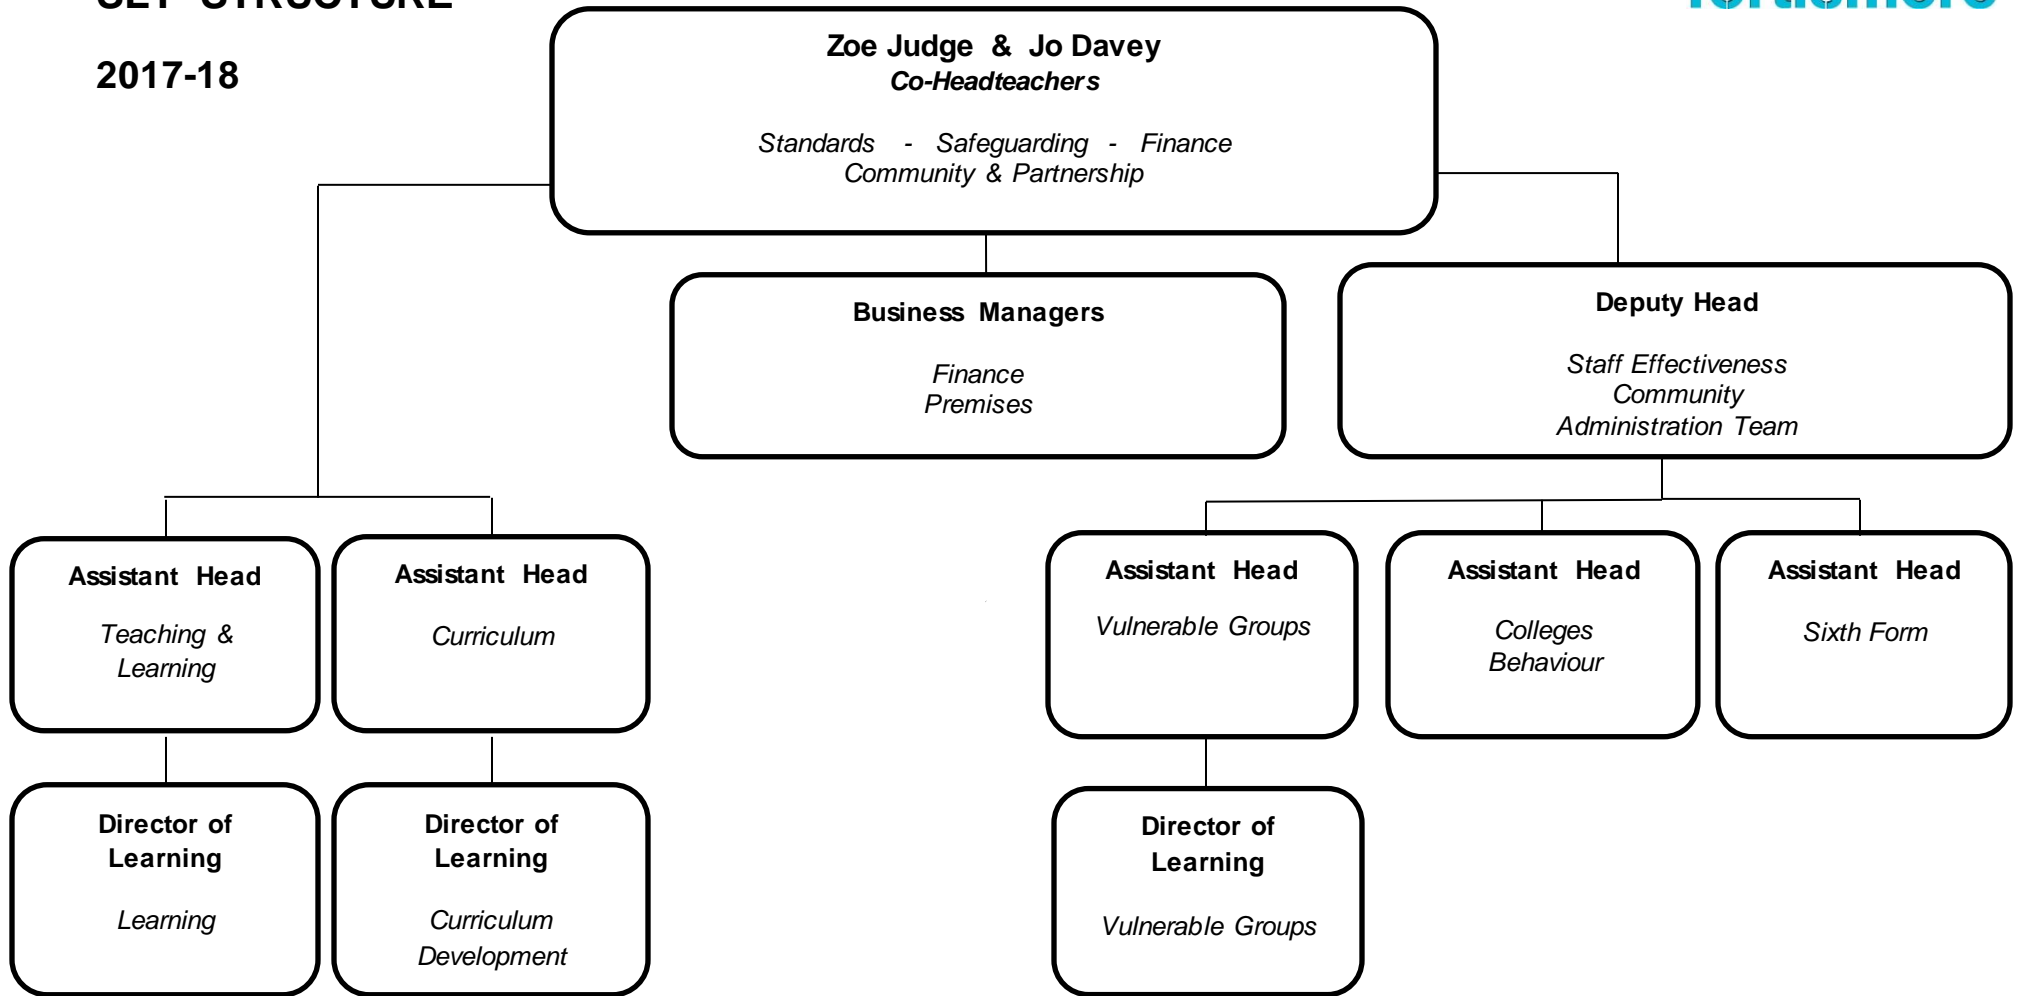 SLT STRUCTURE
2017-18
fortismere
Zoe Judge & Jo Davey
Co-Headteachers
Standards - Safeguarding - Finance
Community & Partnership
Business Managers
Finance
Premises
Deputy Head
Staff Effectiveness
Community
Administration Team
Assistant Head
Teaching &
Learning
Assistant Head
Curriculum
Assistant Head
Vulnerable Groups
Assistant Head
Colleges
Behaviour
Assistant Head
Sixth Form
Director of
Learning
Learning
Director of
Learning
Curriculum
Development
Director of
Learning
Vulnerable Groups